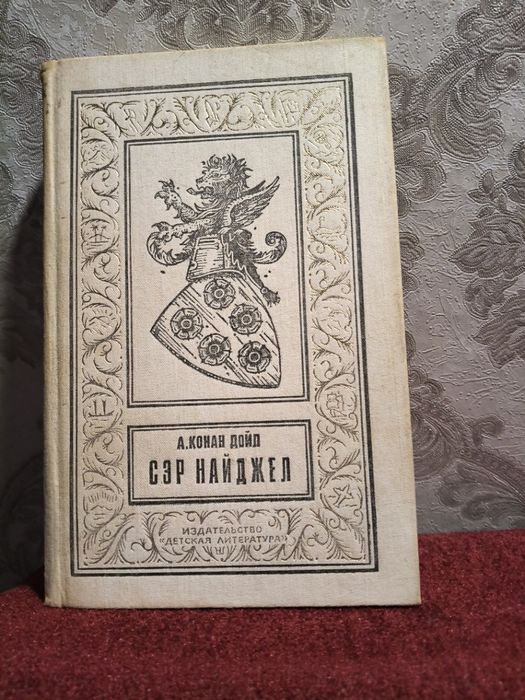 А.КОНАН ДОЙЛ
СЭР НАЙДЖЕЛ
ИЗДАТЕЛЬСТВО
«ДЕТСКАЯ ЛИТЕРАТУРА»